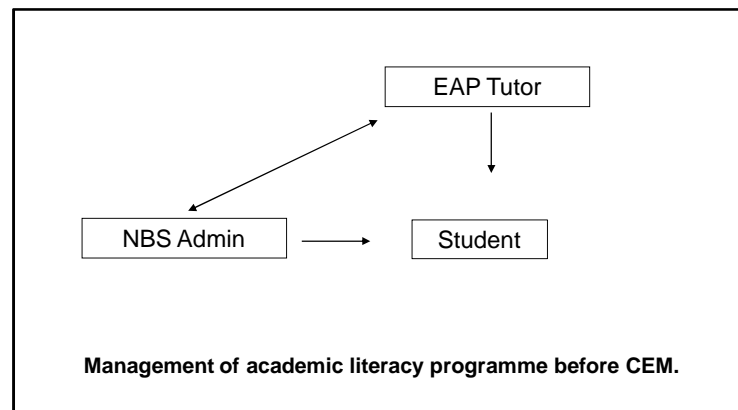 EAP Tutor
NBS Admin
Student
Management of academic literacy programme before CEM.